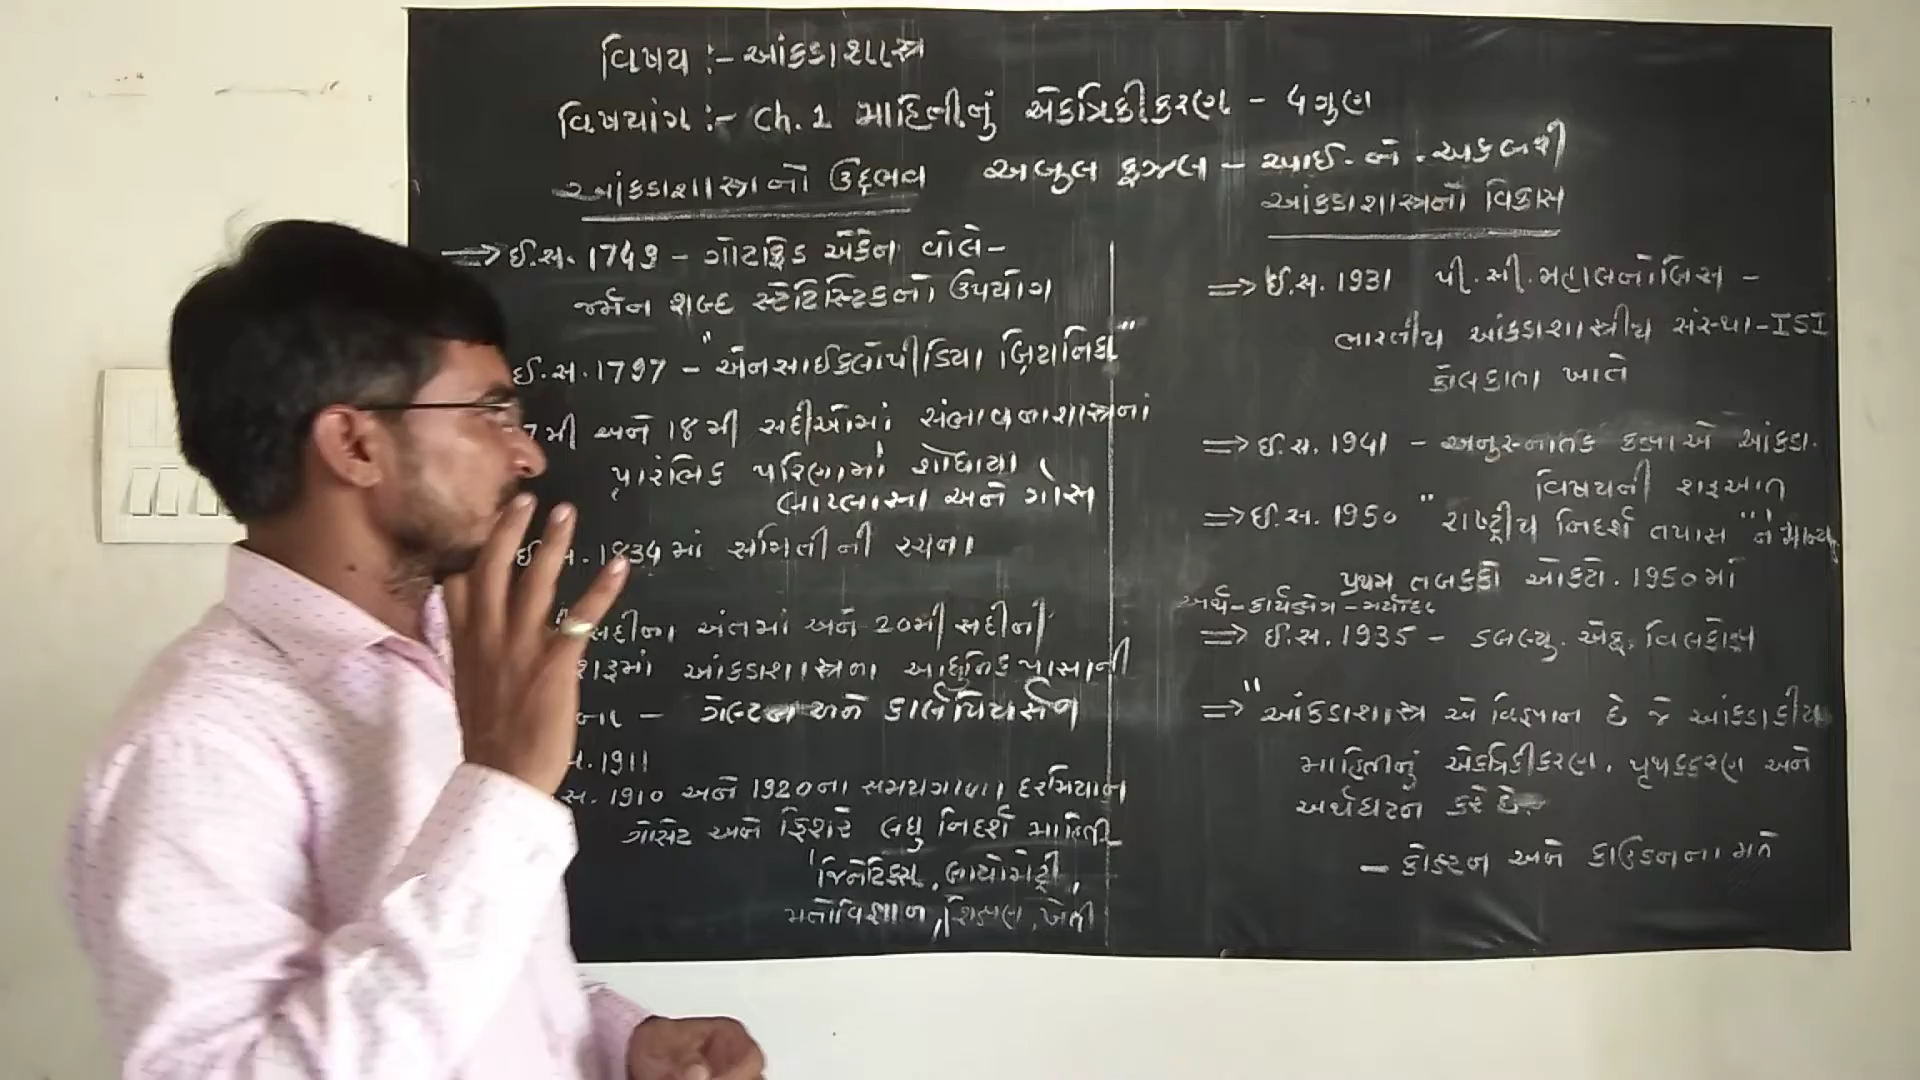 વિષય :- આંકડાશાસ્ત્ર
વિષયાંગ :- Ch. 1 માહિતીનું એકત્રિકીકરણ - 4 ગુણ
આંકડાશાસ્ત્રનો ઉદ્દભવ
અબુલ ફઝલ - આઈ-ને-અકબરી
⇒ ઈ.સ. 1749 - ગોટફ્રિડ એકેન વોલે -
જર્મન શબ્દ સ્ટેટિસ્ટિકનો ઉપયોગ
ઈ.સ. 1797 - "એનસાઈક્લોપીડિયા બ્રિટાનિકા"
7મી અને 18મી સદીઓમાં સંભાવનાશાસ્ત્રનાં
પ્રારંભિક પરિણામો શોધાયા
લાપ્લાસ અને ગોસ
ઈ.સ. 1834માં સમિતીની રચના
સદીના અંતમાં અને 20મી સદીની
શરૂમાં આંકડાશાસ્ત્રના આધુનિક પાસાની
ગેલ્ટન અને કાર્લ પિયર્સન
.1911
સ. 1910 અને 1920ના સમયગાળા દરમિયાન
ગોસેટ અને ફિશરે લઘુ નિદર્શ માહિતી
જિનેટિક્સ, બાયોમેટ્રી,
મનોવિજ્ઞાન, શિક્ષણ, ખેતી
આંકડાશાસ્ત્રનો વિકાસ
⇒ ઈ.સ. 1931 પી.સી. મહાલનોબિસ -
ભારતીય આંકડાશાસ્ત્રીય સંસ્થા - ISI
કોલકાતા ખાતે
⇒ ઈ.સ. 1941 - અનુસ્નાતક કક્ષાએ આંકડા.
વિષયની શરૂઆત
⇒ ઈ.સ. 1950 "રાષ્ટ્રીય નિદર્શ તપાસ"ને માન્ય
પ્રથમ તબક્કો ઓક્ટો. 1950માં
અર્થ - કાર્યક્ષેત્ર - મર્યાદા
⇒ ઈ.સ. 1935 - ડબલ્યુ. એફ. વિલકોક્ષ
⇒ "આંકડાશાસ્ત્ર એ વિજ્ઞાન છે જે આંકડાકીય
માહિતીનું એકત્રિકીકરણ, પૃથક્કરણ અને
અર્થઘટન કરે છે.
- ક્રોક્ટન અને કાઉડનના મતે